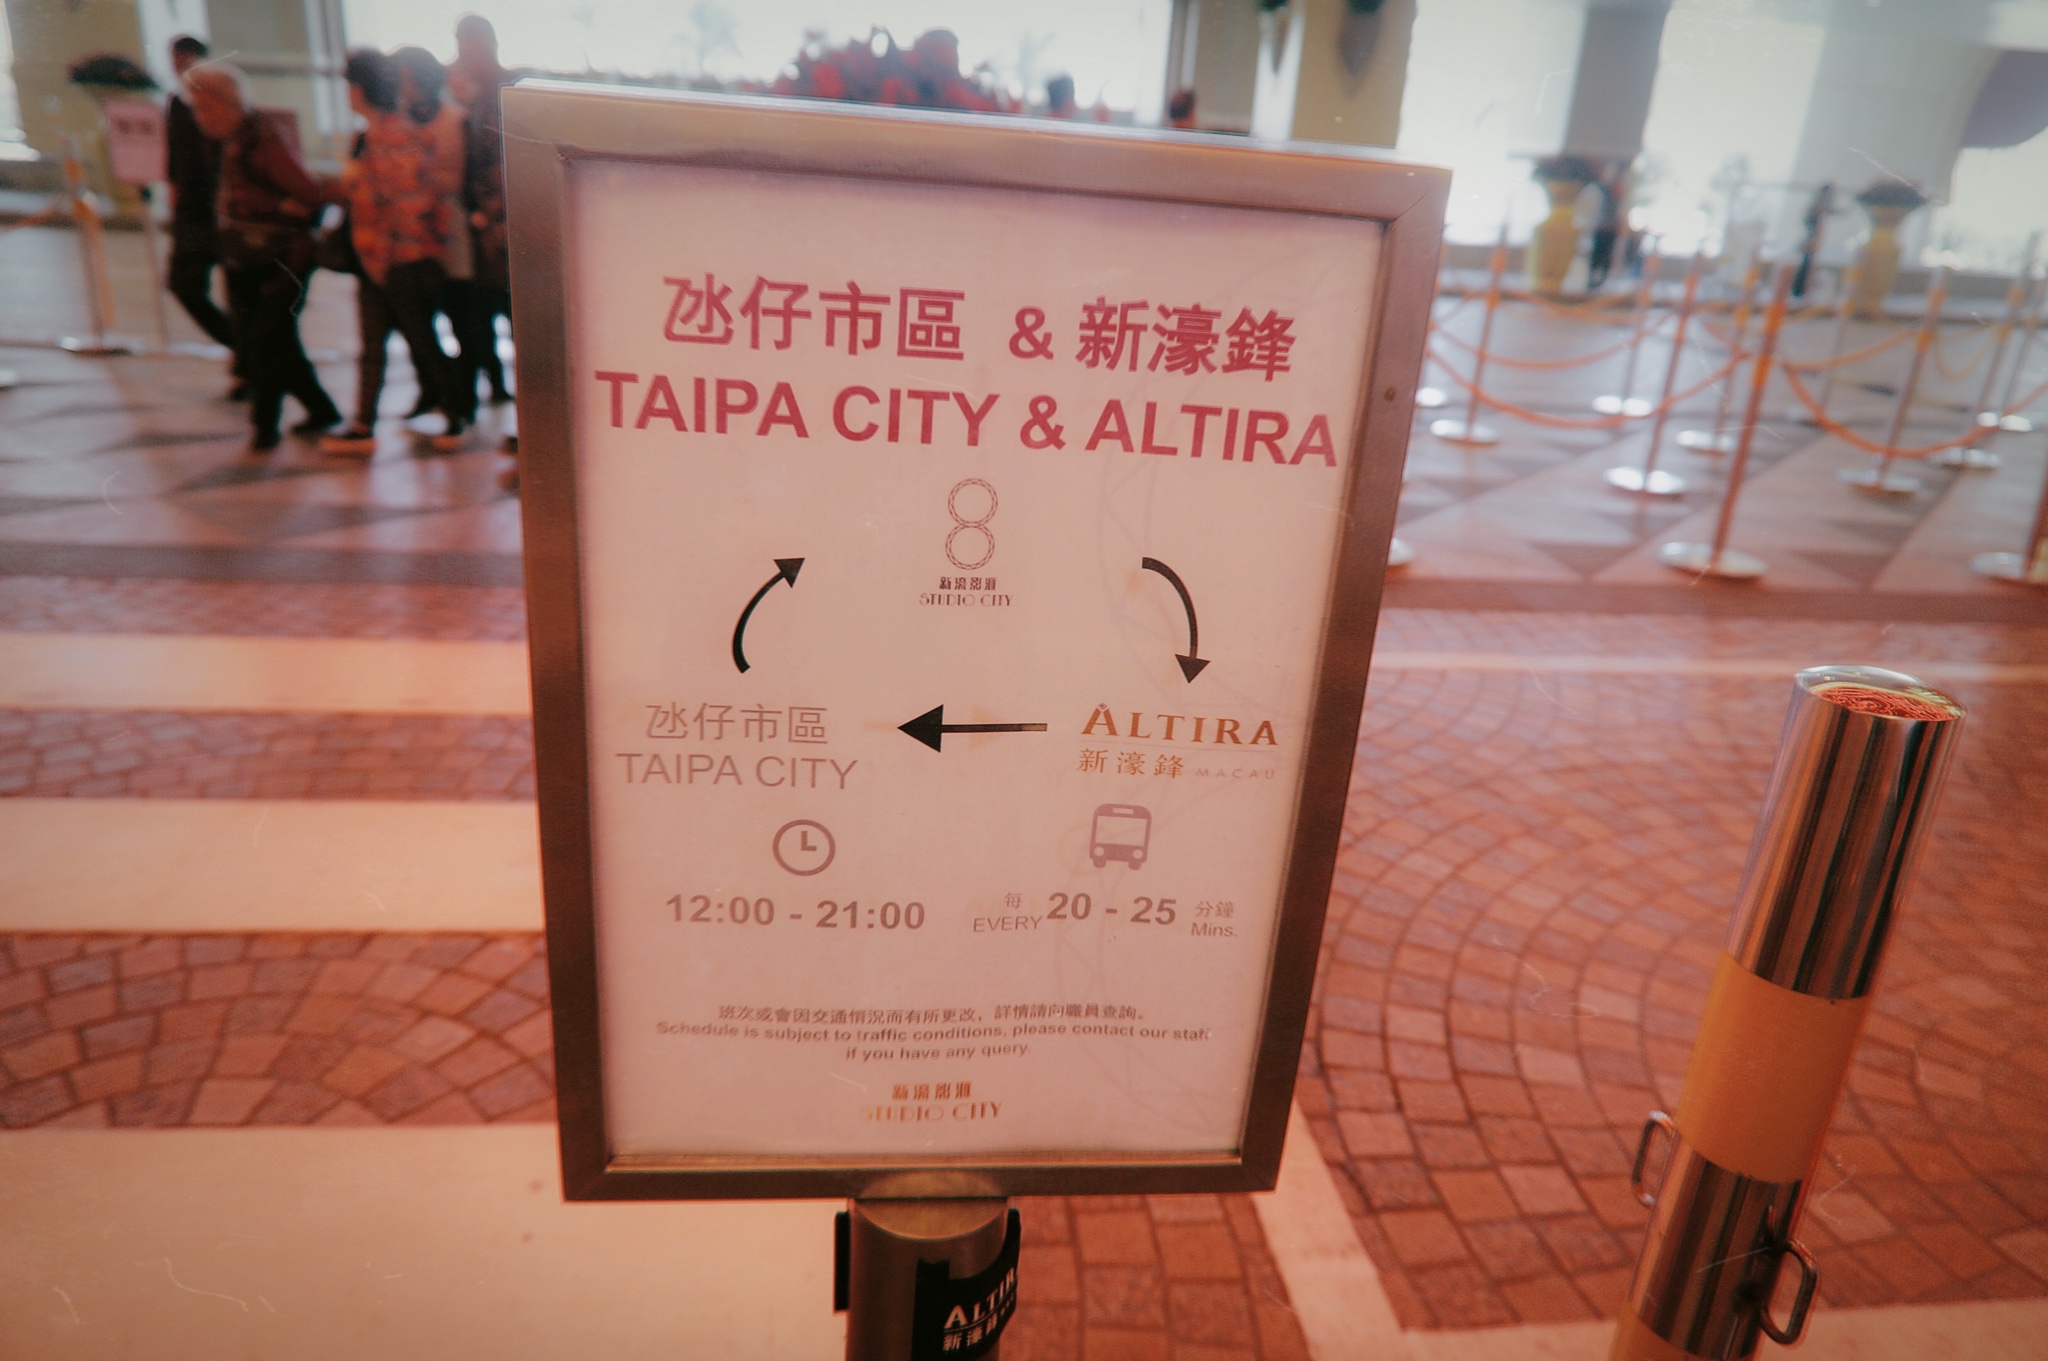 氹仔市區 & 新濠鋒
TAIPA CITY & ALTIRA
新濠影滙
STUDIO CITY
氹仔市區
TAIPA CITY
ALTIRA
新濠鋒 MACAU
12:00 - 21:00
每 EVERY 20 - 25 分鐘 Mins.
班次或會因交通情況而有所更改，詳情請向職員查詢。
Schedule is subject to traffic conditions, please contact our staff
if you have any query.
新濠影滙
STUDIO CITY
ALTIRA
新濠鋒